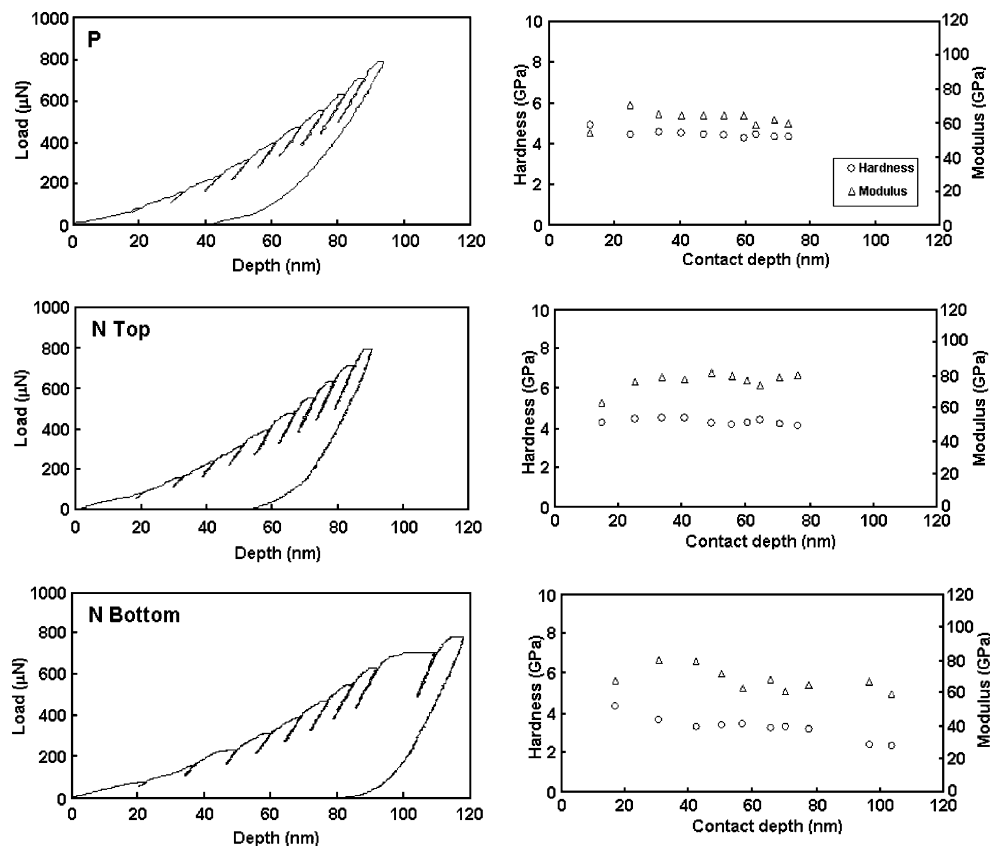 P
Load (µN)
1000
800
600
400
200
0
0 20 40 60 80 100 120
Depth (nm)
Hardness (GPa)
10
8
6
4
2
0
Hardness
Modulus
120
100
80
60
40
20
0
Modulus (GPa)
0 20 40 60 80 100 120
Contact depth (nm)
N Top
Load (µN)
1000
800
600
400
200
0
0 20 40 60 80 100 120
Depth (nm)
Hardness (GPa)
10
8
6
4
2
0
120
100
80
60
40
20
0
Modulus (GPa)
0 20 40 60 80 100 120
Contact depth (nm)
N Bottom
Load (µN)
1000
800
600
400
200
0
0 20 40 60 80 100 120
Depth (nm)
Hardness (GPa)
10
8
6
4
2
0
120
100
80
60
40
20
0
Modulus (GPa)
0 20 40 60 80 100 120
Contact depth (nm)